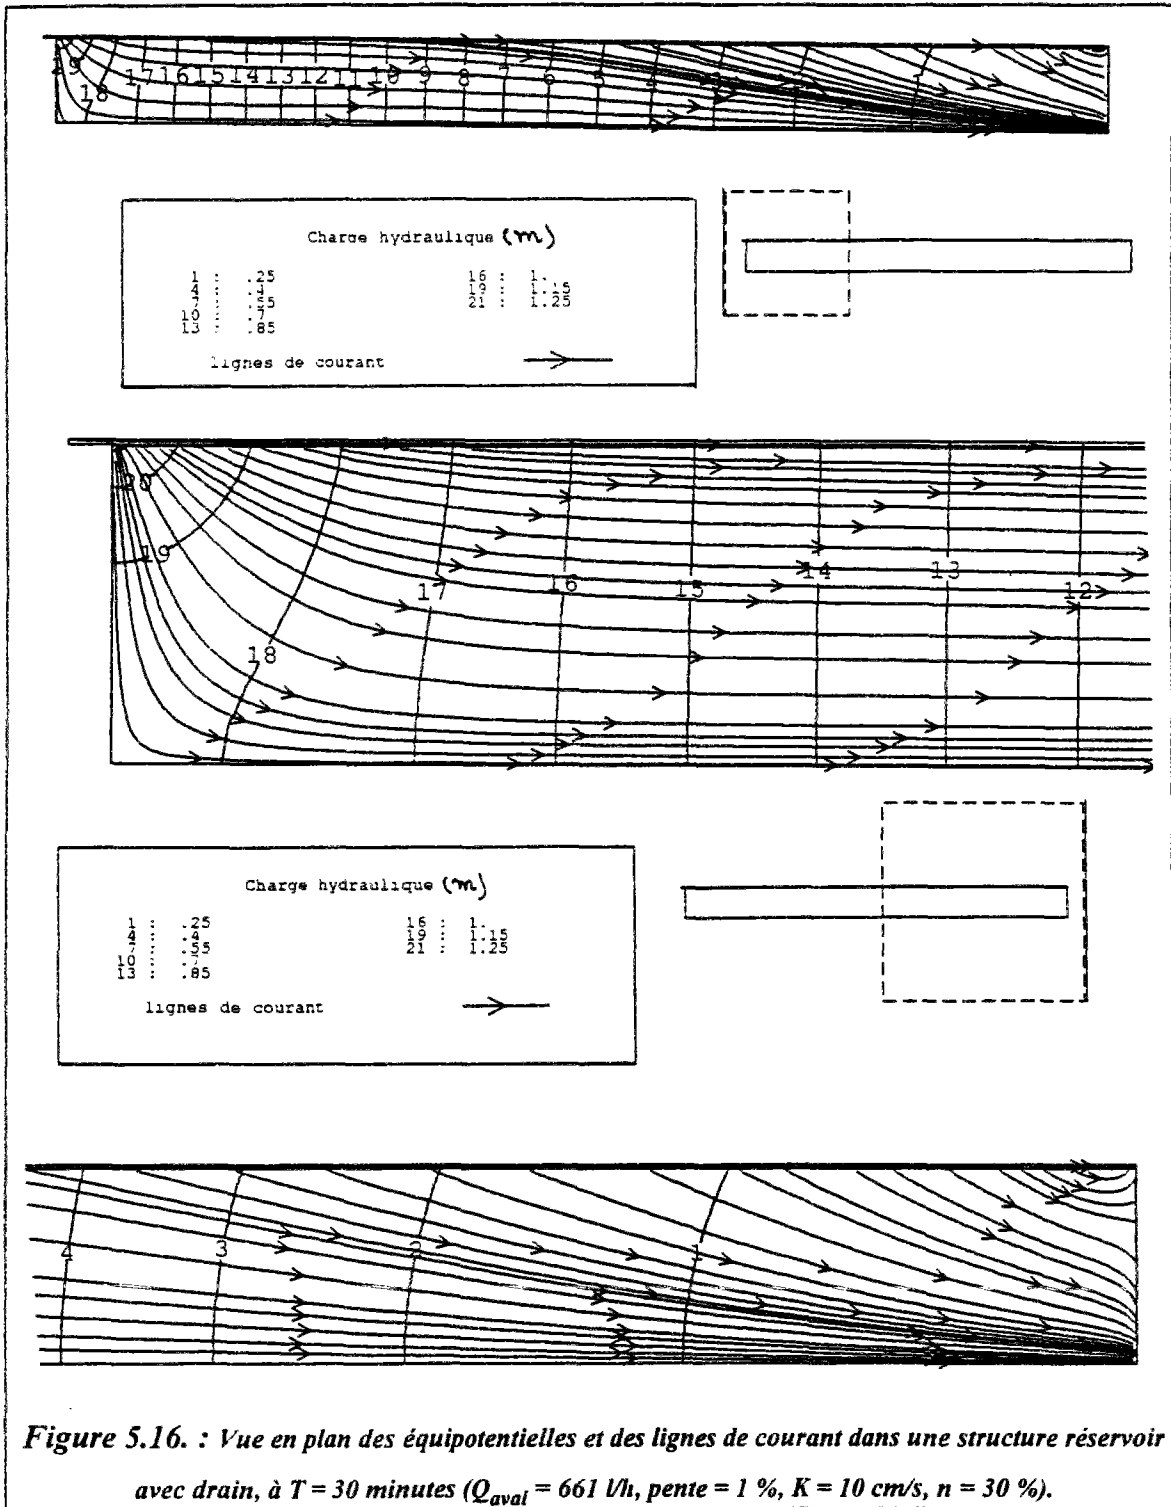 19 18 17 16 15 14 13 12 11 10 9 8 7 6 5
Charge hydraulique (m)
1 : .25 16 : 1.
4 : .4 19 : 1.15
7 : .55 21 : 1.25
10 : .7
13 : .85
lignes de courant
20
19
18 17 16 15 14 13 12
Charge hydraulique (m)
1 : .25 16 : 1.
4 : .4 19 : 1.15
7 : .55 21 : 1.25
10 : .7
13 : .85
lignes de courant
4 3 2 1
Figure 5.16. : Vue en plan des équipotentielles et des lignes de courant dans une structure réservoir
avec drain, à T = 30 minutes (Qaval = 661 l/h, pente = 1 %, K = 10 cm/s, n = 30 %).